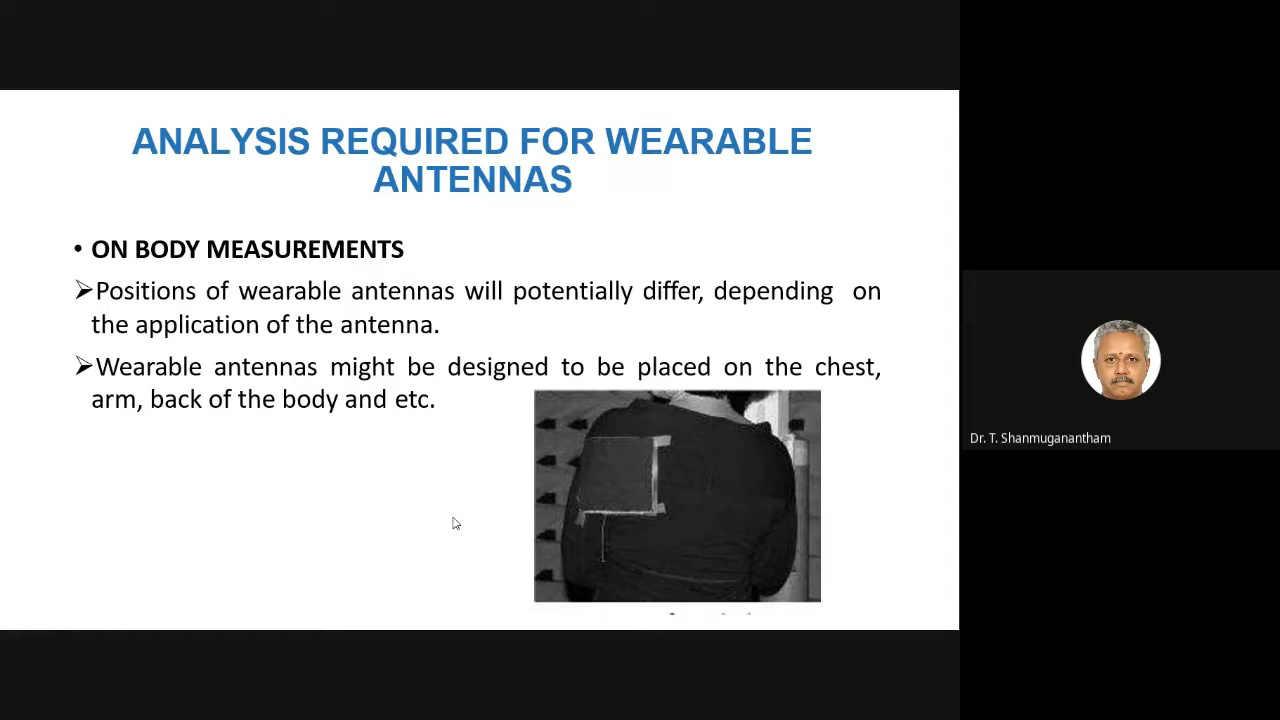 ANALYSIS REQUIRED FOR WEARABLE
ANTENNAS
• ON BODY MEASUREMENTS
➢Positions of wearable antennas will potentially differ, depending on
the application of the antenna.
➢Wearable antennas might be designed to be placed on the chest,
arm, back of the body and etc.
Dr. T. Shanmuganantham